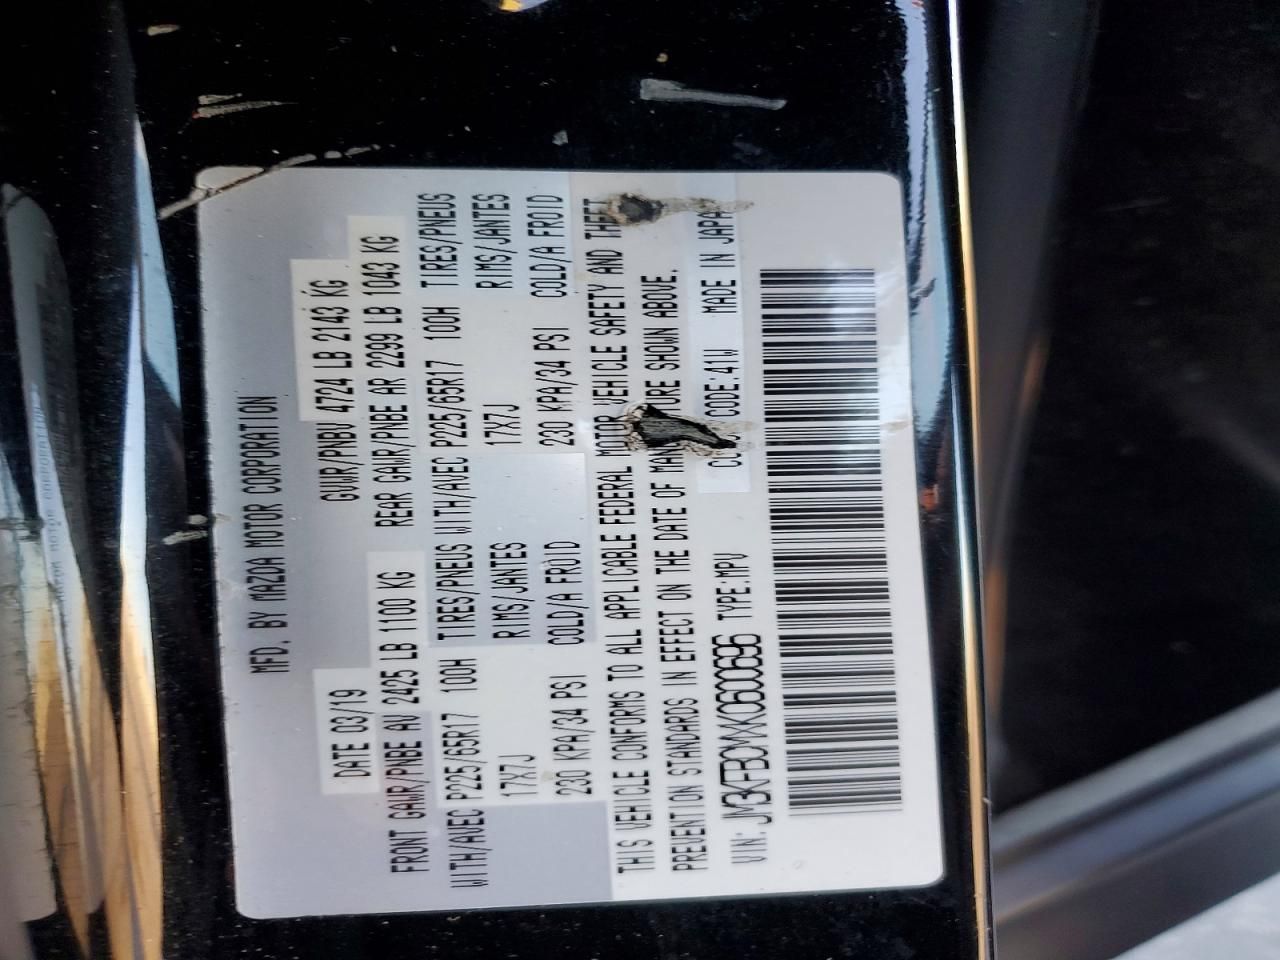 MFD. BY MAZDA MOTOR CORPORATION
DATE 03/19 GVWR/PNBV 4724 LB 2143 KG
FRONT GAWR/PNBE AV 2425 LB 1100 KG REAR GAWR/PNBE AR 2299 LB 1043 KG
WITH/AVEC P225/65R17 100H TIRES/PNEUS WITH/AVEC P225/65R17 100H TIRES/PNEUS
17X7J RIMS/JANTES 17X7J RIMS/JANTES
230 KPA/34 PSI COLD/A FROID 230 KPA/34 PSI COLD/A FROID
THIS VEHICLE CONFORMS TO ALL APPLICABLE FEDERAL MOTOR VEHICLE SAFETY AND THEFT
PREVENTION STANDARDS IN EFFECT ON THE DATE OF MAN URE SHOWN ABOVE.
VIN: JM3KFBCMXK0600696 TYPE:MPV CODE:41W MADE IN JAPA